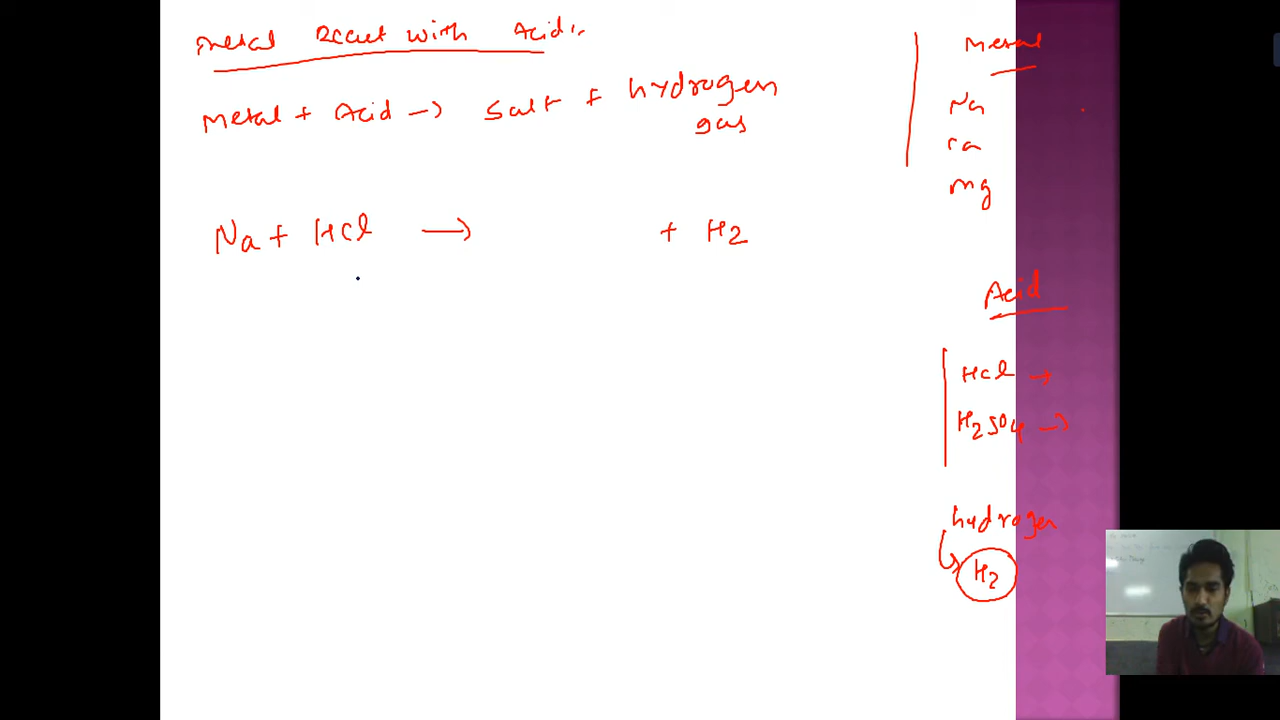 Metal React with Acid:-
Metal + Acid → Salt + hydrogen
gas
Na + HCl → + H2
Metal
Na
Ca
Mg
Acid
HCl →
H2SO4 →
hydrogen
H2